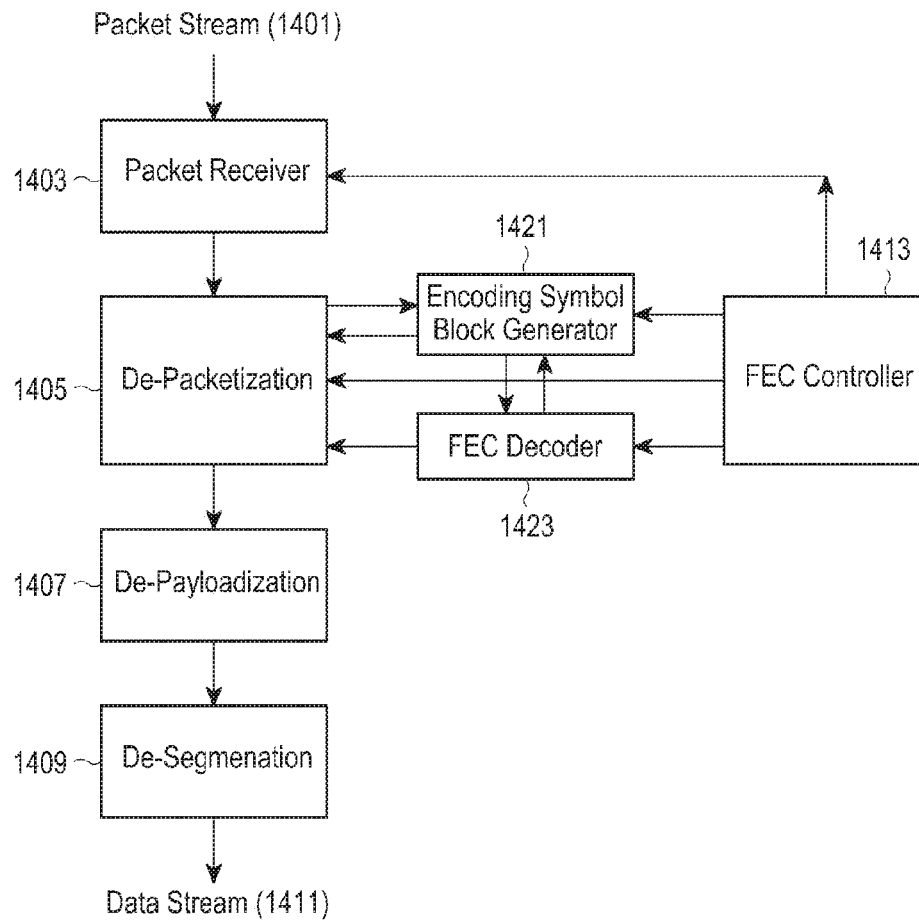 Packet Stream (1401)
Packet Receiver
1403
1421
1413
Encoding Symbol
Block Generator
De-Packetization
1405
FEC Controller
FEC Decoder
1423
De-Payloadization
1407
De-Segmenation
1409
Data Stream (1411)